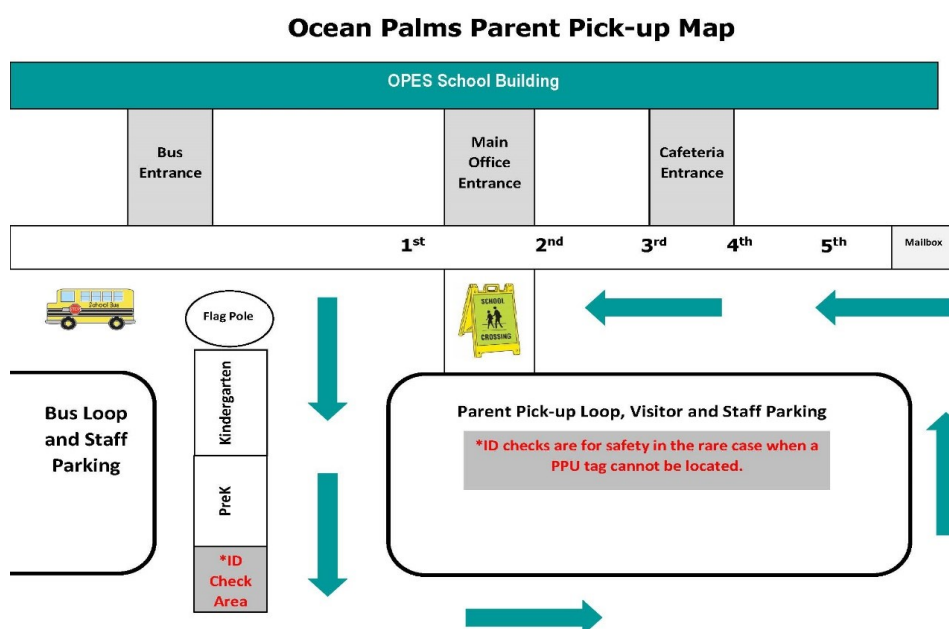 Ocean Palms Parent Pick-up Map
OPES School Building
Bus
Entrance
Main
Office
Entrance
Cafeteria
Entrance
1st
2nd
3rd
4th
5th
Mailbox
School Bus
Flag Pole
SCHOOL
CROSSING
Kindergarten
PreK
*ID
Check
Area
Bus Loop
and Staff
Parking
Parent Pick-up Loop, Visitor and Staff Parking
*ID checks are for safety in the rare case when a
PPU tag cannot be located.